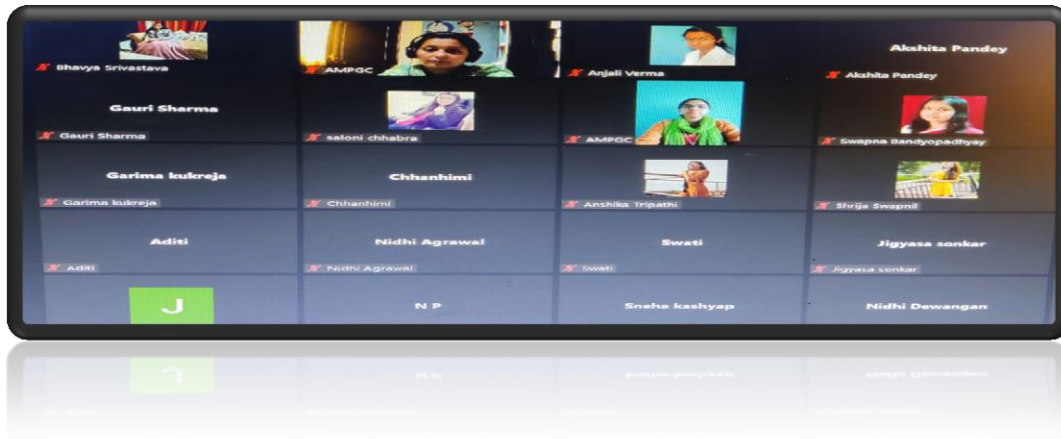 Bhavya Srivastava
AMPGC
Anjali Verma
Akshita Pandey
Akshita Pandey
Gauri Sharma
Gauri Sharma
saloni chhabra
AMPGC
Swapna Bandyopadhyay
Garima kukreja
Garima kukreja
Chhanhimi
Chhanhimi
Anshika Tripathi
Shrija Swapnil
Aditi
Aditi
Nidhi Agrawal
Nidhi Agrawal
Swati
Swati
Jigyasa sonkar
Jigyasa sonkar
J
N P
Sneha kashyap
Nidhi Dewangan